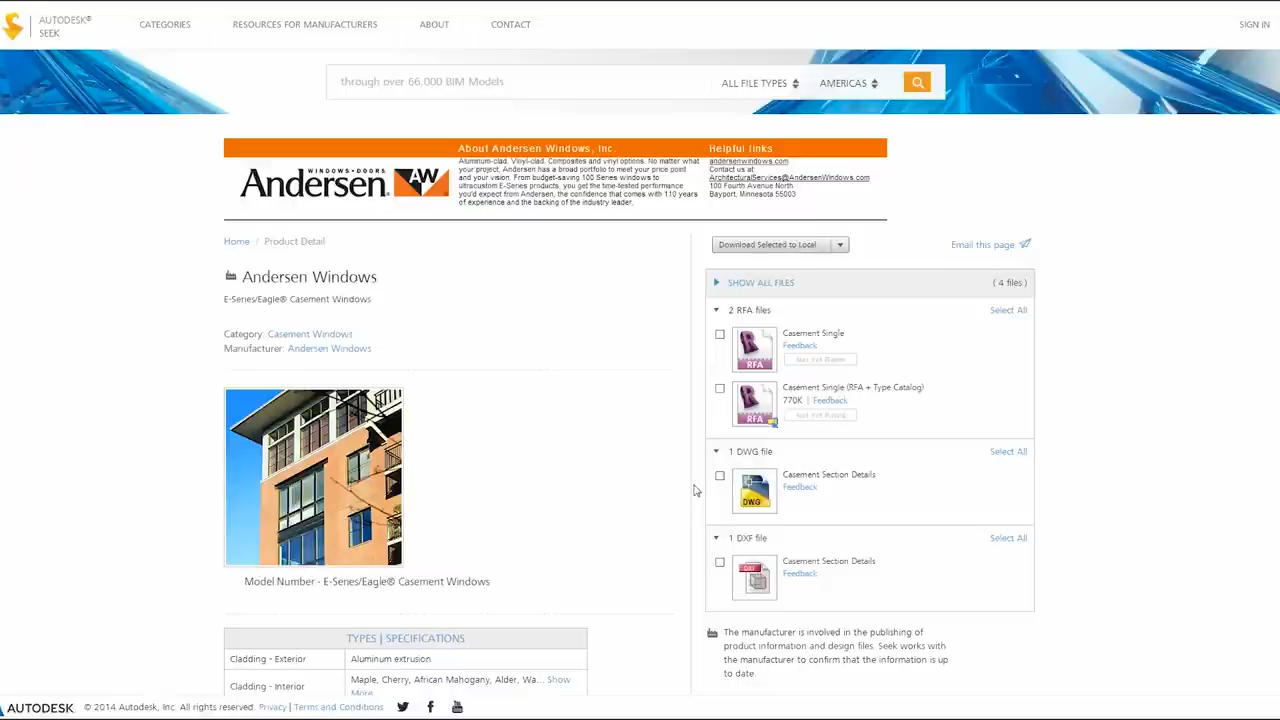 AUTODESK®
SEEK
CATEGORIES
RESOURCES FOR MANUFACTURERS
ABOUT
CONTACT
SIGN IN
through over 66,000 BIM Models
ALL FILE TYPES
AMERICAS
WINDOWS • DOORS
Andersen. AW
About Andersen Windows, Inc.
Aluminum-clad. Vinyl-clad. Composites and vinyl options. No matter what
your project, Andersen has a broad portfolio to meet your price point
and your vision. From budget-saving 100 Series windows to
ultracustom E-Series products, you get the time-tested performance
you'd expect from Andersen, the confidence that comes with 110 years
of experience and the backing of the industry leader.
Helpful links
andersenwindows.com
Contact us at:
ArchitecturalServices@AndersenWindows.com
100 Fourth Avenue North
Bayport, Minnesota 55003
Home / Product Detail
Andersen Windows
E-Series/Eagle® Casement Windows
Category: Casement Windows
Manufacturer: Andersen Windows
Model Number - E-Series/Eagle® Casement Windows
TYPES | SPECIFICATIONS
Cladding - Exterior
Aluminum extrusion
Cladding - Interior
Maple, Cherry, African Mahogany, Alder, Wa... Show
More
Download Selected to Local
Email this page
SHOW ALL FILES
( 4 files )
2 RFA files
Select All
RFA
Casement Single
Feedback
RFA
Casement Single (RFA + Type Catalog)
770K | Feedback
1 DWG file
Select All
DWG
Casement Section Details
Feedback
1 DXF file
Select All
DXF
Casement Section Details
Feedback
The manufacturer is involved in the publishing of
product information and design files. Seek works with
the manufacturer to confirm that the information is up
to date.
AUTODESK
© 2014 Autodesk, Inc. All rights reserved. Privacy | Terms and Conditions